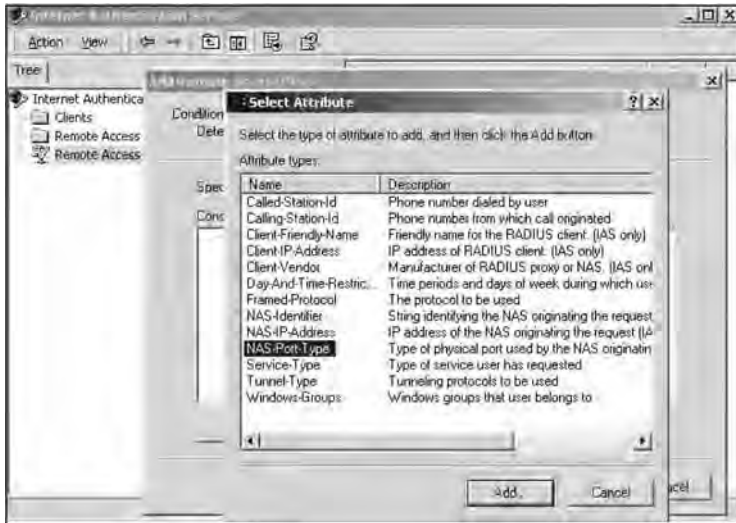 Internet Authentication Service
Action View
Tree
Internet Authentica
Clients
Remote Access
Remote Access
Add Remote Access Policy
Condition
Dete
Spec
Cond
Select Attribute
Select the type of attribute to add, and then click the Add button.
Attribute types:
Name Description
Called-Station-Id Phone number dialed by user
Calling-Station-Id Phone number from which call originated
Client-Friendly-Name Friendly name for the RADIUS client. (IAS only)
Client-IP-Address IP address of RADIUS client. (IAS only)
Client-Vendor Manufacturer of RADIUS proxy or NAS. (IAS onl
Day-And-Time-Restric... Time periods and days of week during which use
Framed-Protocol The protocol to be used
NAS-Identifier String identifying the NAS originating the request
NAS-IP-Address IP address of the NAS originating the request (IA
NAS-Port-Type Type of physical port used by the NAS originatin
Service-Type Type of service user has requested
Tunnel-Type Tunneling protocols to be used
Windows-Groups Windows groups that user belongs to
Add... Cancel
ncel